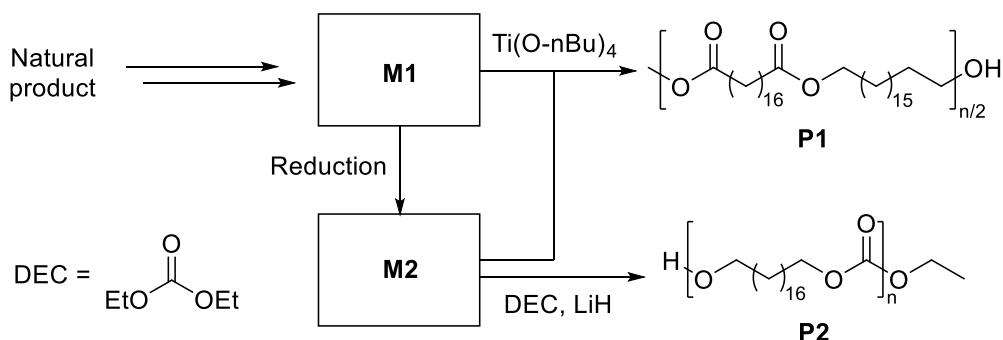 Natural
product
M1
Ti(O-nBu)4
O
O
O
16
O
15
OH
n/2
P1
Reduction
M2
DEC =
O
EtO
OEt
DEC, LiH
H
O
16
O
O
n
O
P2